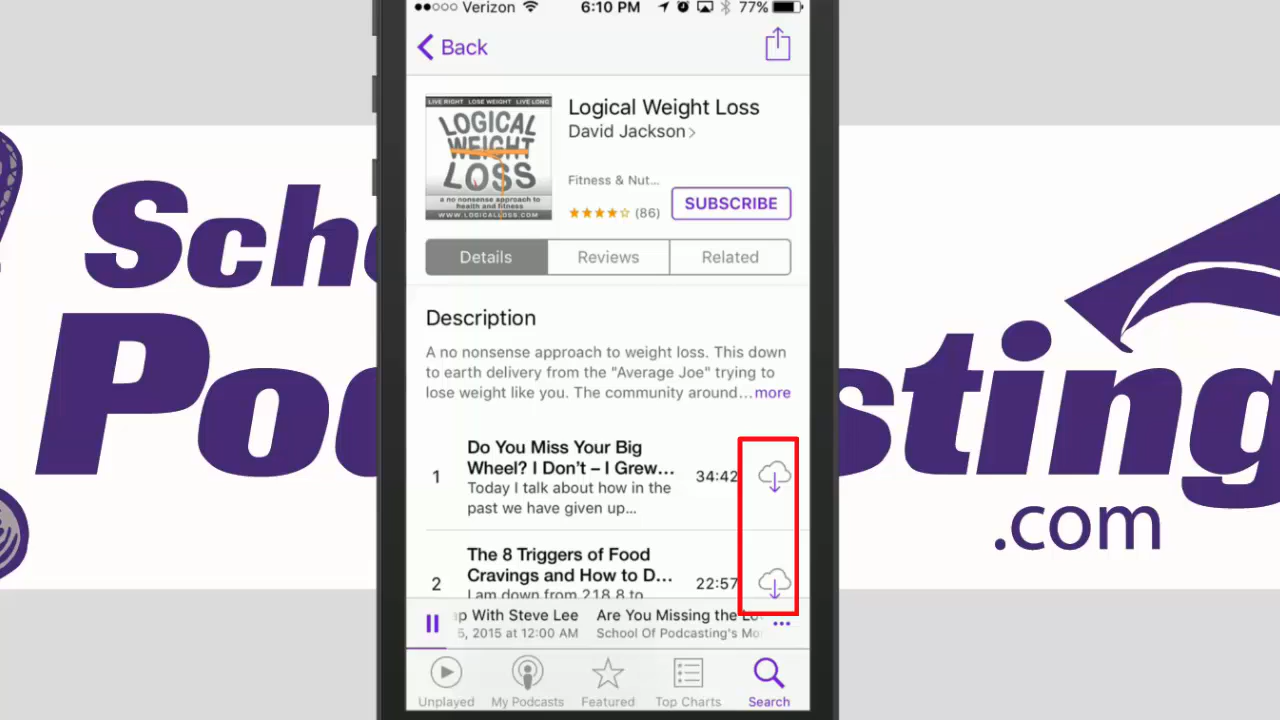 Verizon 6:10 PM 77%
Back
LIVE RIGHT LOSE WEIGHT LIVE LONG
LOGICAL
WEIGHT
LOSS
a no nonsense approach to
health and fitness
WWW.LOGICALLOSS.COM
Logical Weight Loss
David Jackson
Fitness & Nut...
(86)
SUBSCRIBE
Details Reviews Related
Description
A no nonsense approach to weight loss. This down
to earth delivery from the "Average Joe" trying to
lose weight like you. The community around... more
1
Do You Miss Your Big
Wheel? I Don't – I Grew...
Today I talk about how in the
past we have given up...
34:42
2
The 8 Triggers of Food
Cravings and How to D...
I am down from 218.8 to
22:57
p With Steve Lee Are You Missing the Lo
5, 2015 at 12:00 AM School Of Podcasting's Mo
Unplayed My Podcasts Featured Top Charts Search
Scho
Po sting
.com